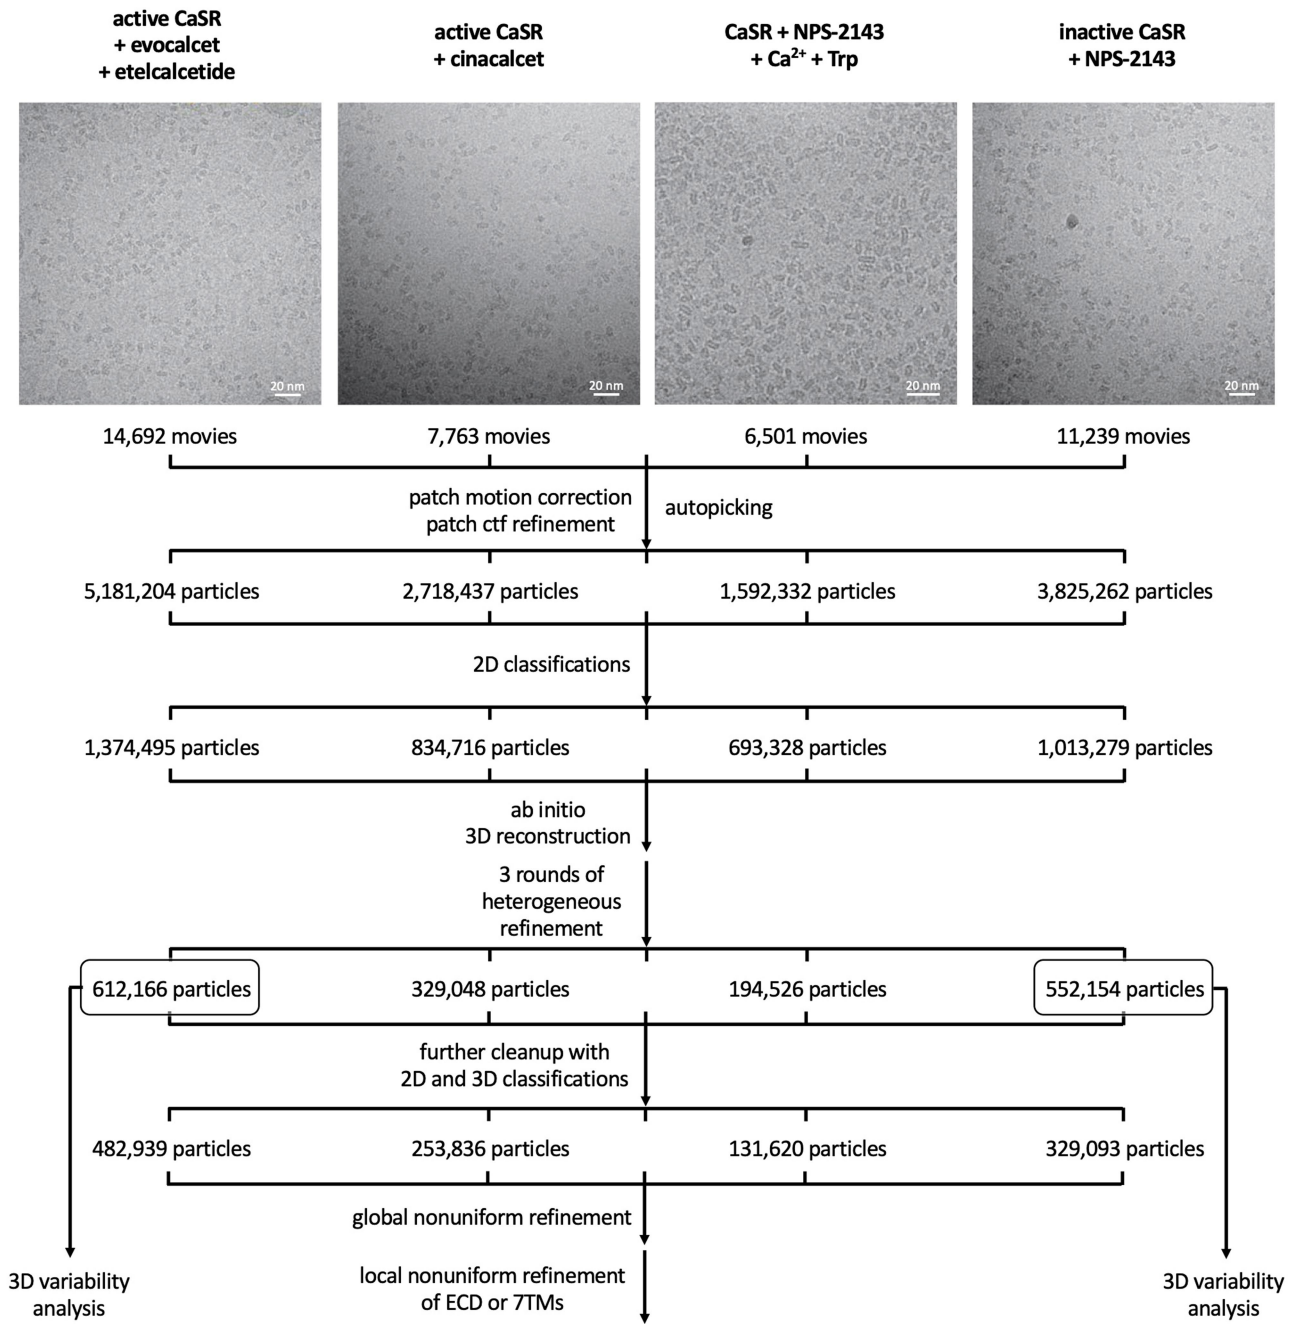 active CaSR
+ evocalcet
+ etelcalcetide
active CaSR
+ cinacalcet
CaSR + NPS-2143
+ Ca²⁺ + Trp
inactive CaSR
+ NPS-2143
20 nm
20 nm
20 nm
20 nm
14,692 movies
7,763 movies
6,501 movies
11,239 movies
patch motion correction
patch ctf refinement
autopicking
5,181,204 particles
2,718,437 particles
1,592,332 particles
3,825,262 particles
2D classifications
1,374,495 particles
834,716 particles
693,328 particles
1,013,279 particles
ab initio
3D reconstruction
3 rounds of
heterogeneous
refinement
612,166 particles
329,048 particles
194,526 particles
552,154 particles
further cleanup with
2D and 3D classifications
482,939 particles
253,836 particles
131,620 particles
329,093 particles
global nonuniform refinement
local nonuniform refinement
of ECD or 7TMs
3D variability
analysis
3D variability
analysis